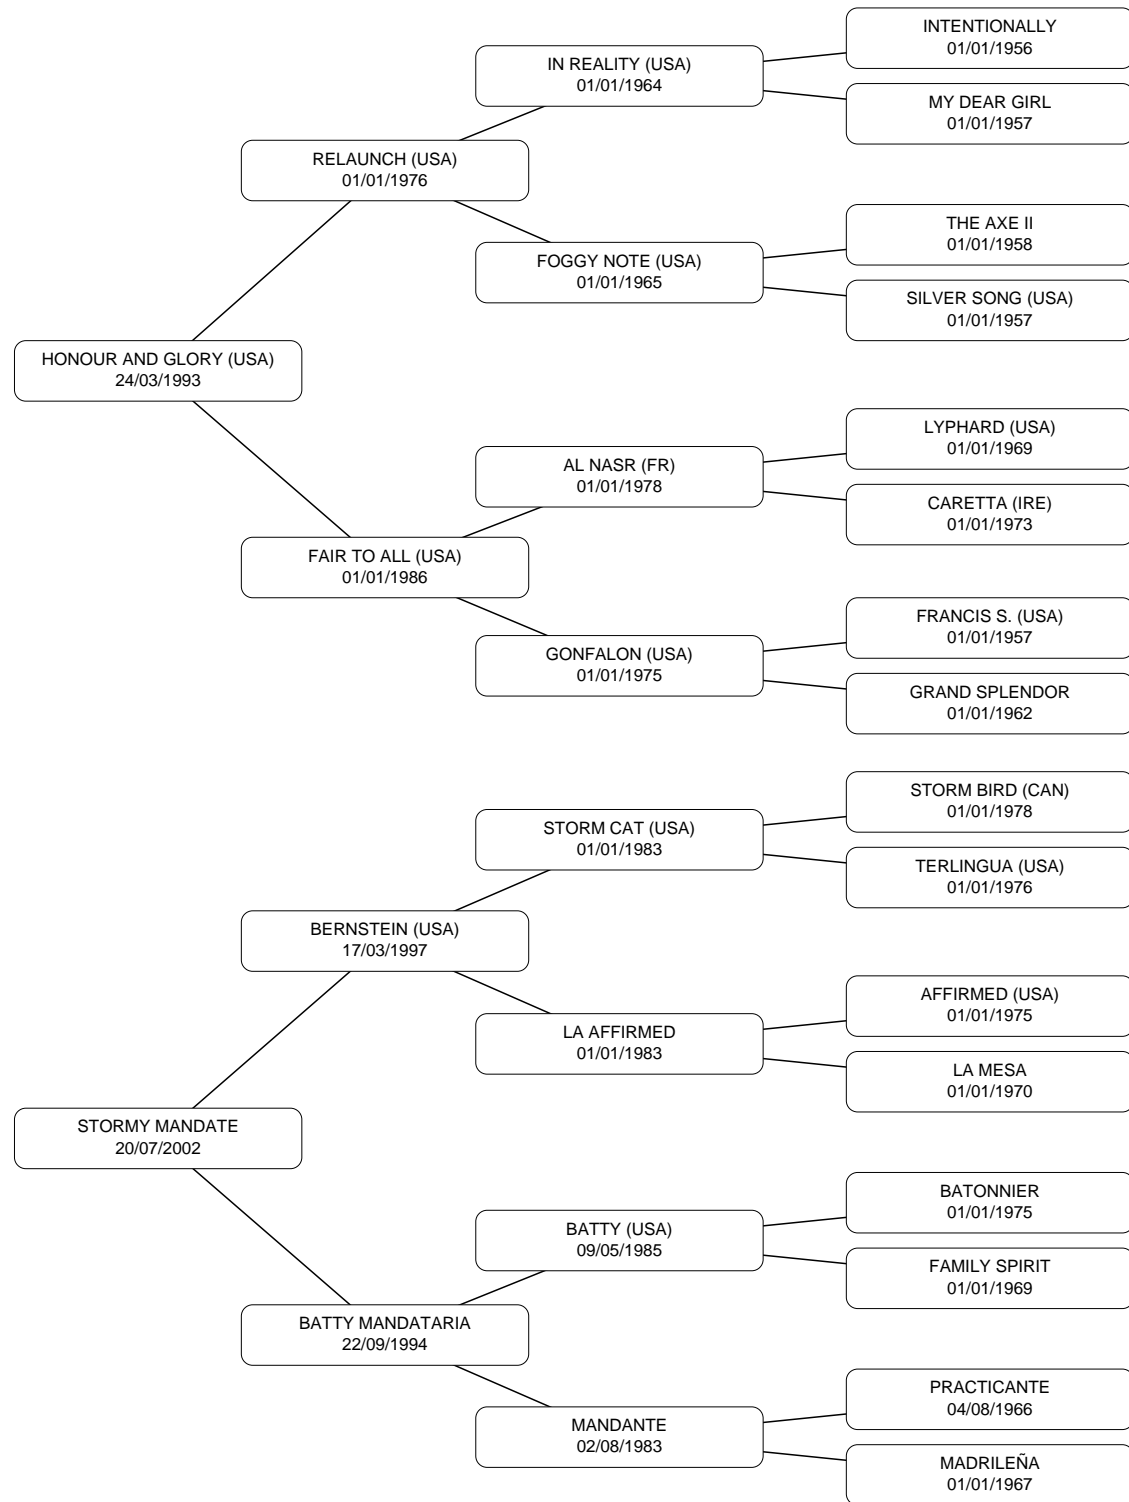 INTENTIONALLY
01/01/1956
IN REALITY (USA)
01/01/1964
MY DEAR GIRL
01/01/1957
RELAUNCH (USA)
01/01/1976
THE AXE II
01/01/1958
FOGGY NOTE (USA)
01/01/1965
SILVER SONG (USA)
01/01/1957
HONOUR AND GLORY (USA)
24/03/1993
LYPHARD (USA)
01/01/1969
AL NASR (FR)
01/01/1978
CARETTA (IRE)
01/01/1973
FAIR TO ALL (USA)
01/01/1986
FRANCIS S. (USA)
01/01/1957
GONFALON (USA)
01/01/1975
GRAND SPLENDOR
01/01/1962
STORM BIRD (CAN)
01/01/1978
STORM CAT (USA)
01/01/1983
TERLINGUA (USA)
01/01/1976
BERNSTEIN (USA)
17/03/1997
AFFIRMED (USA)
01/01/1975
LA AFFIRMED
01/01/1983
LA MESA
01/01/1970
STORMY MANDATE
20/07/2002
BATONNIER
01/01/1975
BATTY (USA)
09/05/1985
FAMILY SPIRIT
01/01/1969
BATTY MANDATARIA
22/09/1994
PRACTICANTE
04/08/1966
MANDANTE
02/08/1983
MADRILEÑA
01/01/1967